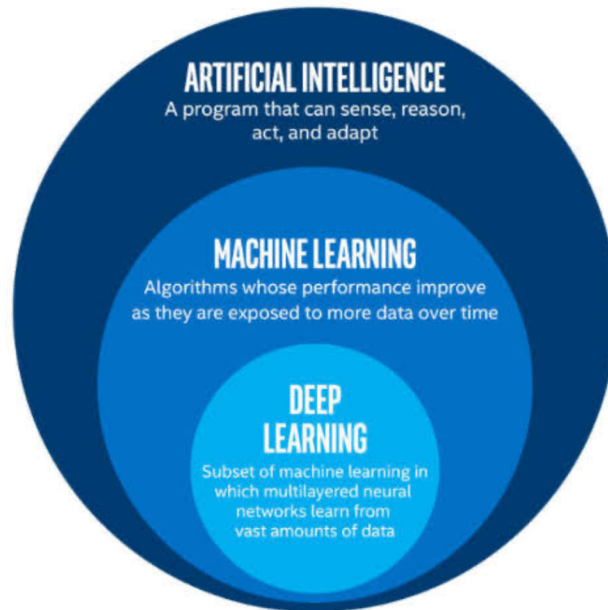 ARTIFICIAL INTELLIGENCE
A program that can sense, reason,
act, and adapt
MACHINE LEARNING
Algorithms whose performance improve
as they are exposed to more data over time
DEEP
LEARNING
Subset of machine learning in
which multilayered neural
networks learn from
vast amounts of data